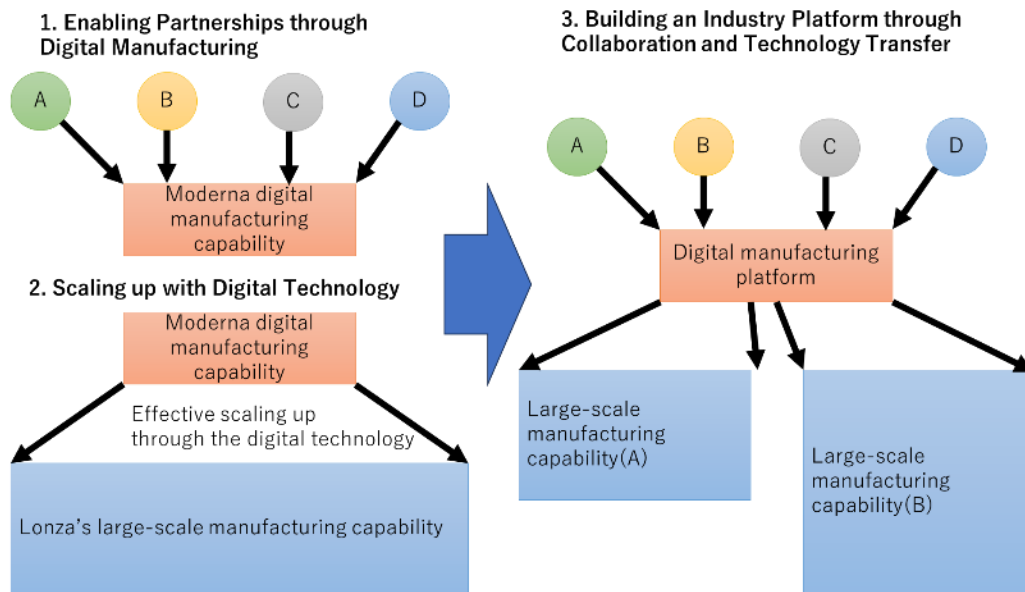 1. Enabling Partnerships through
Digital Manufacturing
A
B
C
D
Moderna digital
manufacturing
capability
2. Scaling up with Digital Technology
Moderna digital
manufacturing
capability
Effective scaling up
through the digital technology
Lonza's large-scale manufacturing capability
3. Building an Industry Platform through
Collaboration and Technology Transfer
A
B
C
D
Digital manufacturing
platform
Large-scale
manufacturing
capability(A)
Large-scale
manufacturing
capability(B)